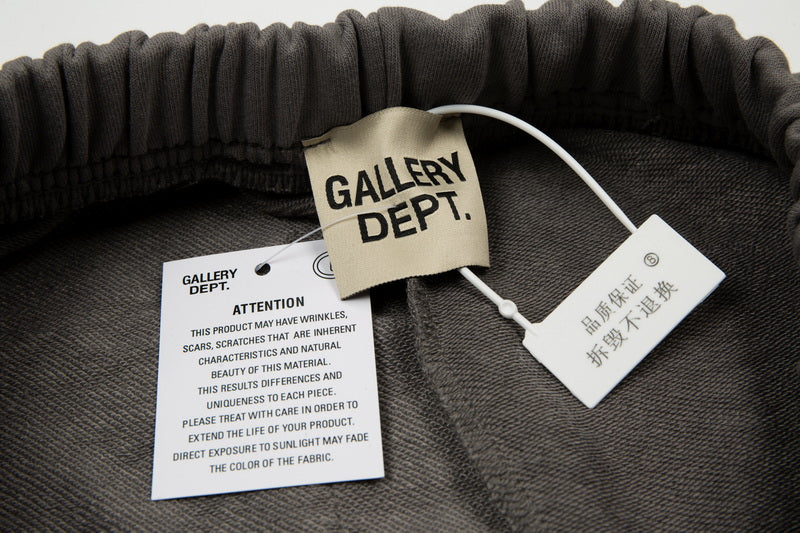 GALLERY
DEPT.
GALLERY
DEPT.
ATTENTION
THIS PRODUCT MAY HAVE WRINKLES,
SCARS, SCRATCHES THAT ARE INHERENT
CHARACTERISTICS AND NATURAL
BEAUTY OF THIS MATERIAL.
THIS RESULTS DIFFERENCES AND
UNIQUENESS TO EACH PIECE.
PLEASE TREAT WITH CARE IN ORDER TO
EXTEND THE LIFE OF YOUR PRODUCT.
DIRECT EXPOSURE TO SUNLIGHT MAY FADE
THE COLOR OF THE FABRIC.
品质保证 ⑤
拆毁不退换